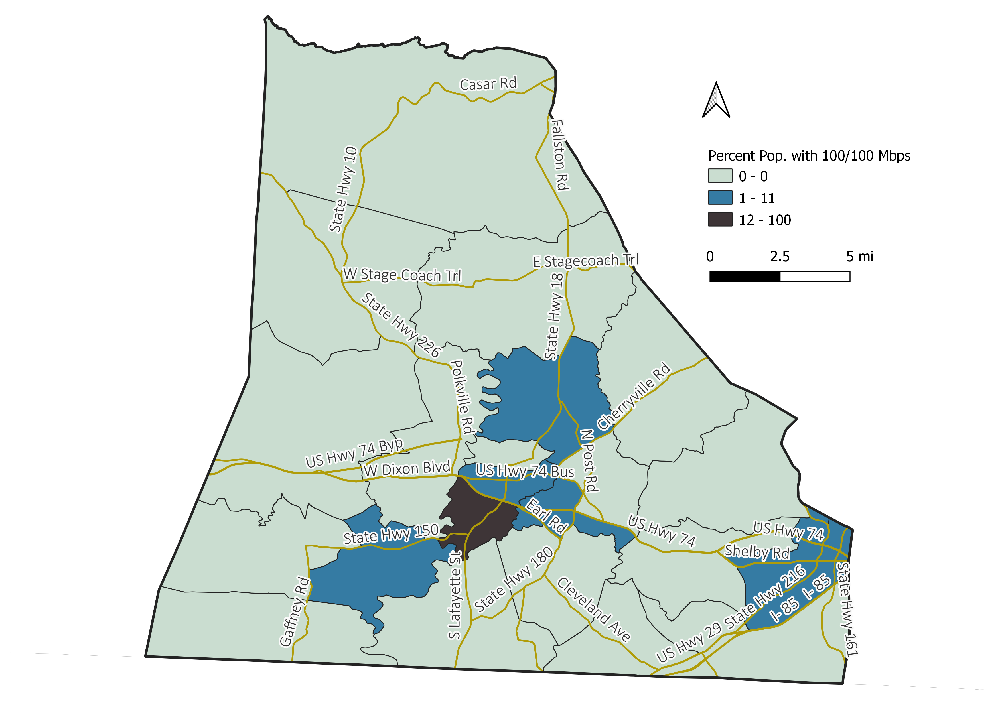 Casar Rd
Fallston Rd
State Hwy 10
Percent Pop. with 100/100 Mbps
0 - 0
1 - 11
12 - 100
0 2.5 5 mi
E Stagecoach Trl
W Stage Coach Trl
State Hwy 18
State Hwy 226
Polkville Rd
Cherryville Rd
N Post Rd
US Hwy 74 Byp
W Dixon Blvd
US Hwy 74 Bus
Earl Rd
State Hwy 150
US Hwy 74
US Hwy 74
Shelby Rd
State Hwy 180
S Lafayette St
Gaffney Rd
Cleveland Ave
State Hwy 216
I- 85
I- 85
US Hwy 29
State Hwy 161